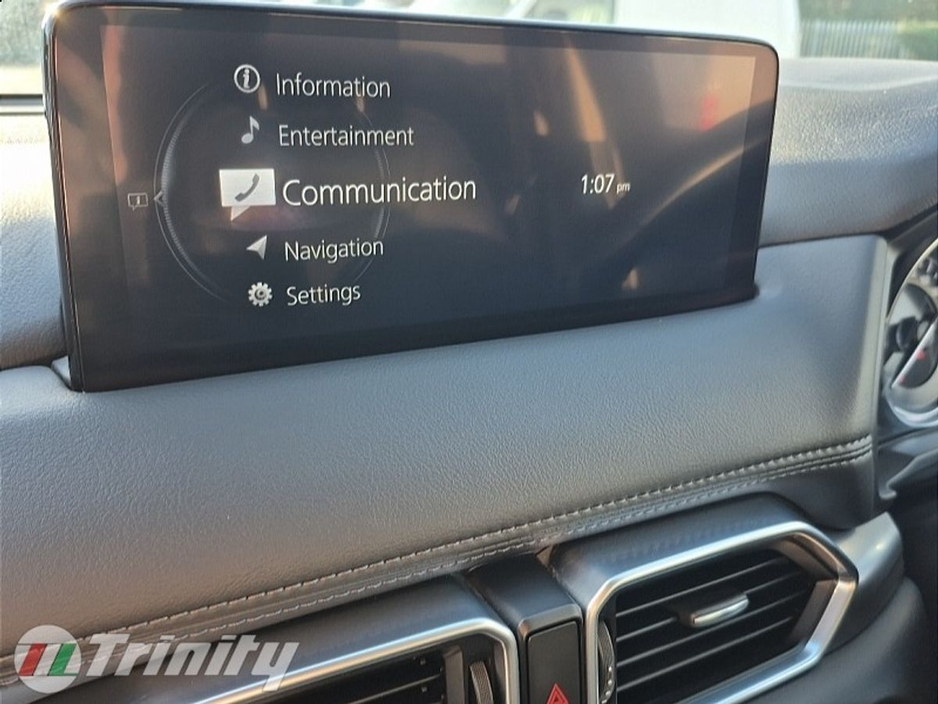 Information
Entertainment
Communication
1:07 pm
Navigation
Settings
Trinity